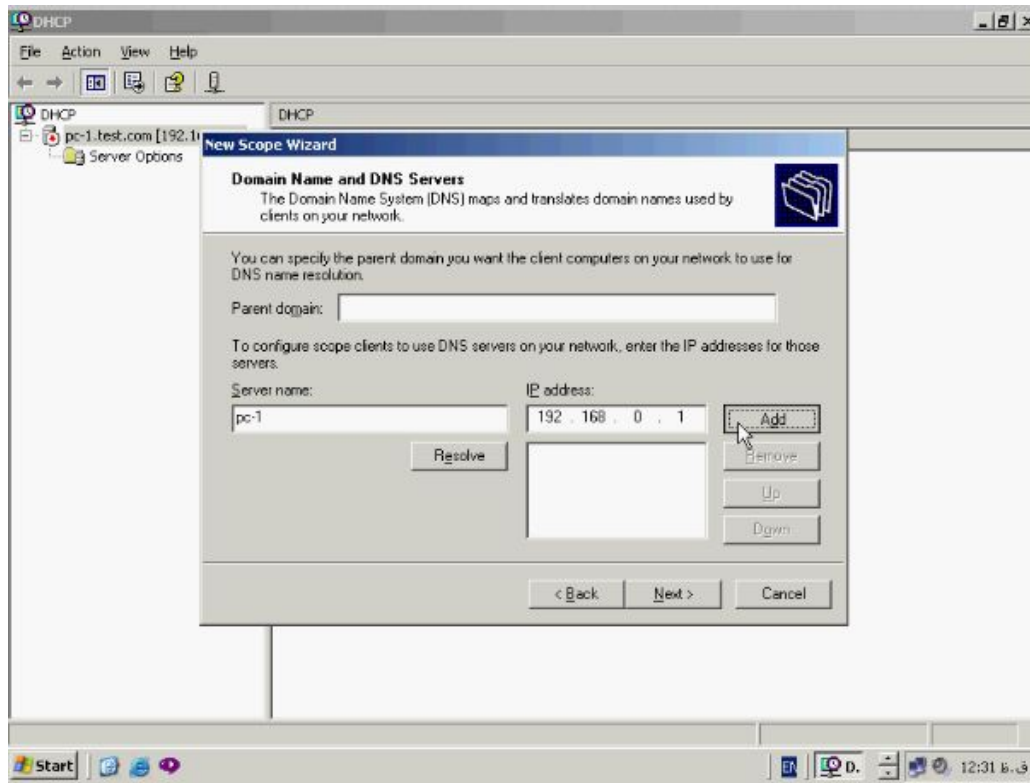 DHCP
File Action View Help
DHCP
DHCP
pc-1.test.com [192.16
Server Options
New Scope Wizard
Domain Name and DNS Servers
The Domain Name System (DNS) maps and translates domain names used by
clients on your network.
You can specify the parent domain you want the client computers on your network to use for
DNS name resolution.
Parent domain:
To configure scope clients to use DNS servers on your network, enter the IP addresses for those
servers.
Server name:
IP address:
pc-1
192 . 168 . 0 . 1
Add
Resolve
Remove
Up
Down
< Back
Next >
Cancel
Start
EN
D.
12:31 ق.ظ